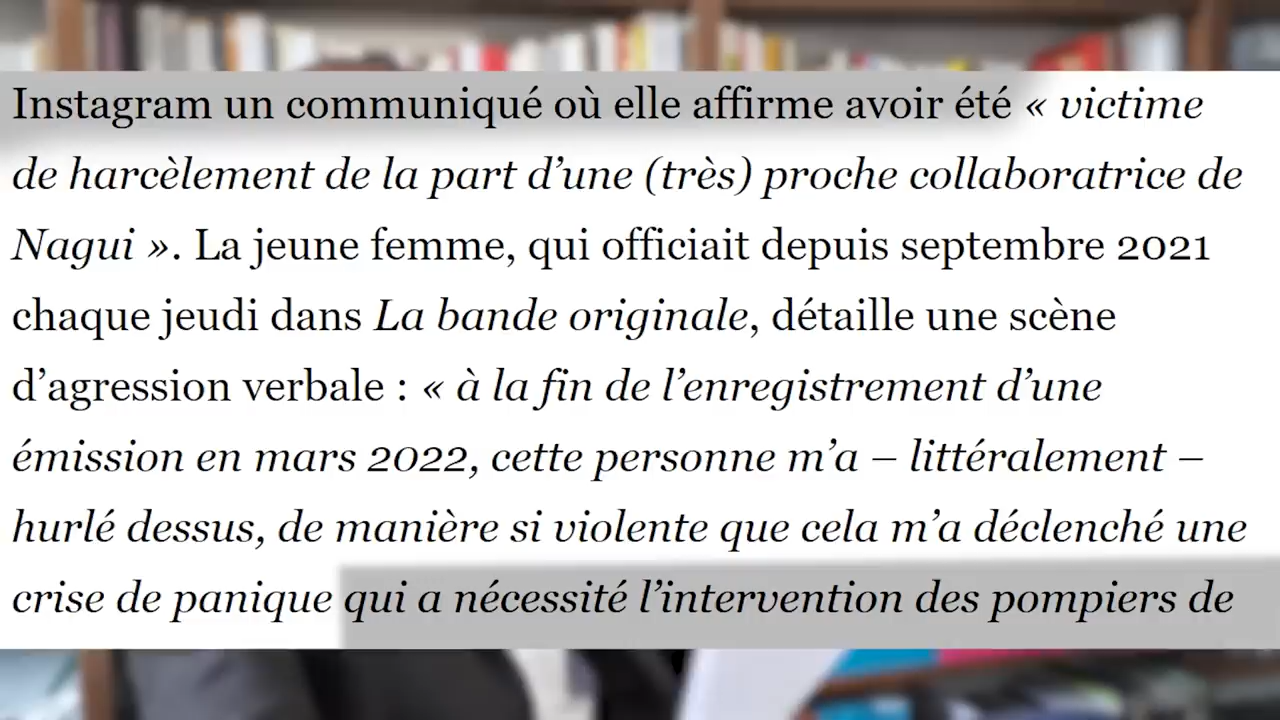 Instagram un communiqué où elle affirme avoir été « victime
de harcèlement de la part d’une (très) proche collaboratrice de
Nagui ». La jeune femme, qui officiait depuis septembre 2021
chaque jeudi dans La bande originale, détaille une scène
d’agression verbale : « à la fin de l’enregistrement d’une
émission en mars 2022, cette personne m’a – littéralement –
hurlé dessus, de manière si violente que cela m’a déclenché une
crise de panique qui a nécessité l’intervention des pompiers de